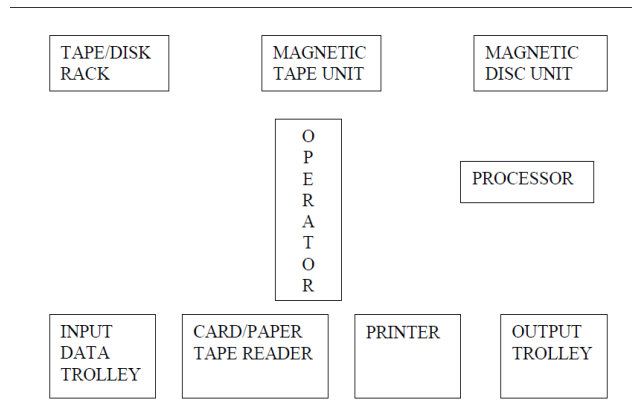 TAPE/DISK
RACK
MAGNETIC
TAPE UNIT
MAGNETIC
DISC UNIT
O
P
E
R
A
T
O
R
PROCESSOR
INPUT
DATA
TROLLEY
CARD/PAPER
TAPE READER
PRINTER
OUTPUT
TROLLEY